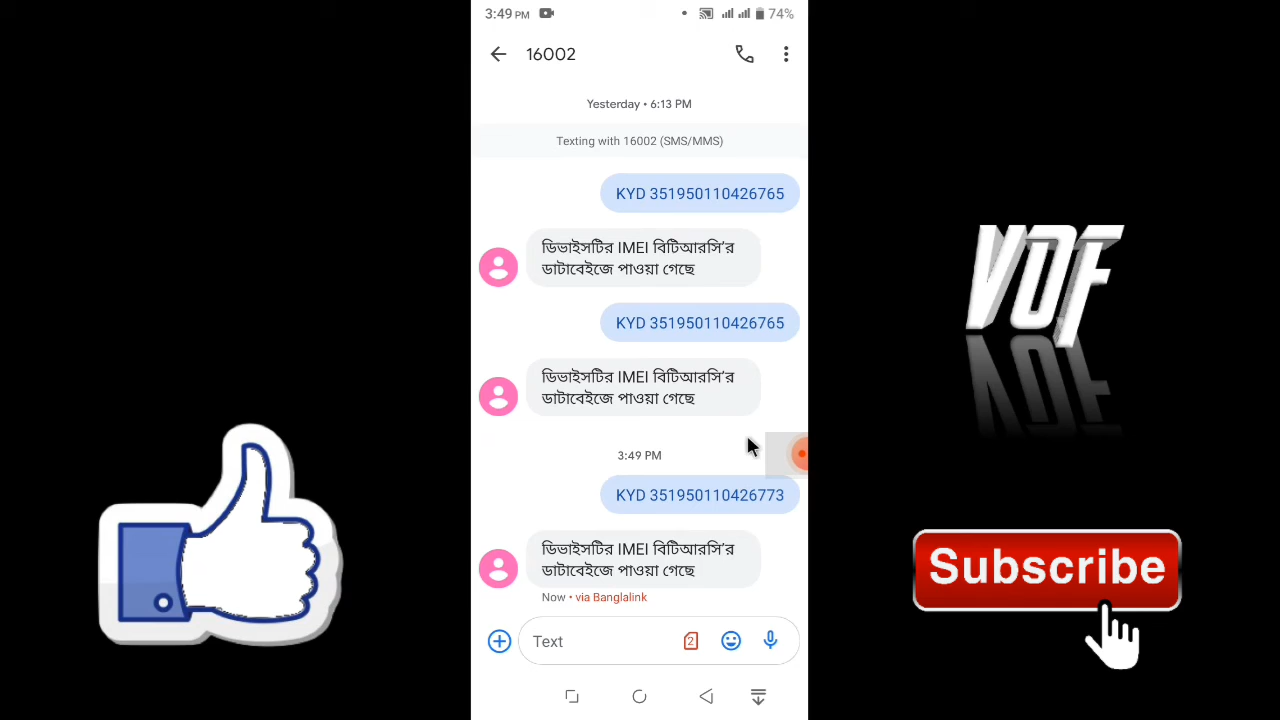 3:49 PM
74%
16002
Yesterday • 6:13 PM
Texting with 16002 (SMS/MMS)
KYD 351950110426765
ডিভাইসটির IMEI বিটিআরসি'র
ডাটাবেইজে পাওয়া গেছে
KYD 351950110426765
ডিভাইসটির IMEI বিটিআরসি'র
ডাটাবেইজে পাওয়া গেছে
3:49 PM
KYD 351950110426773
ডিভাইসটির IMEI বিটিআরসি'র
ডাটাবেইজে পাওয়া গেছে
Now • via Banglalink
Text
2
VOF
Subscribe